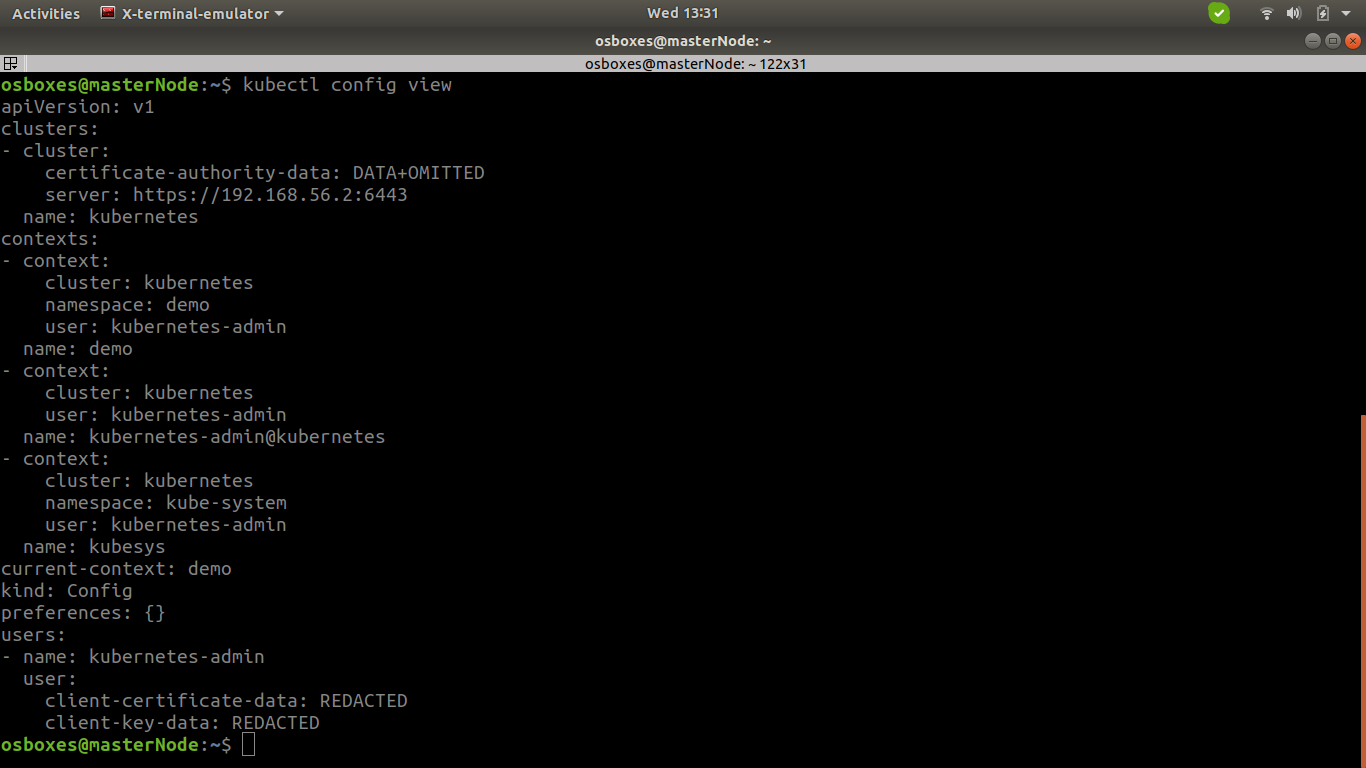 Activities X-terminal-emulator Wed 13:31
osboxes@masterNode: ~
osboxes@masterNode: ~ 122x31
osboxes@masterNode:~$ kubectl config view
apiVersion: v1
clusters:
- cluster:
    certificate-authority-data: DATA+OMITTED
    server: https://192.168.56.2:6443
  name: kubernetes
contexts:
- context:
    cluster: kubernetes
    namespace: demo
    user: kubernetes-admin
  name: demo
- context:
    cluster: kubernetes
    user: kubernetes-admin
  name: kubernetes-admin@kubernetes
- context:
    cluster: kubernetes
    namespace: kube-system
    user: kubernetes-admin
  name: kubesys
current-context: demo
kind: Config
preferences: {}
users:
- name: kubernetes-admin
  user:
    client-certificate-data: REDACTED
    client-key-data: REDACTED
osboxes@masterNode:~$